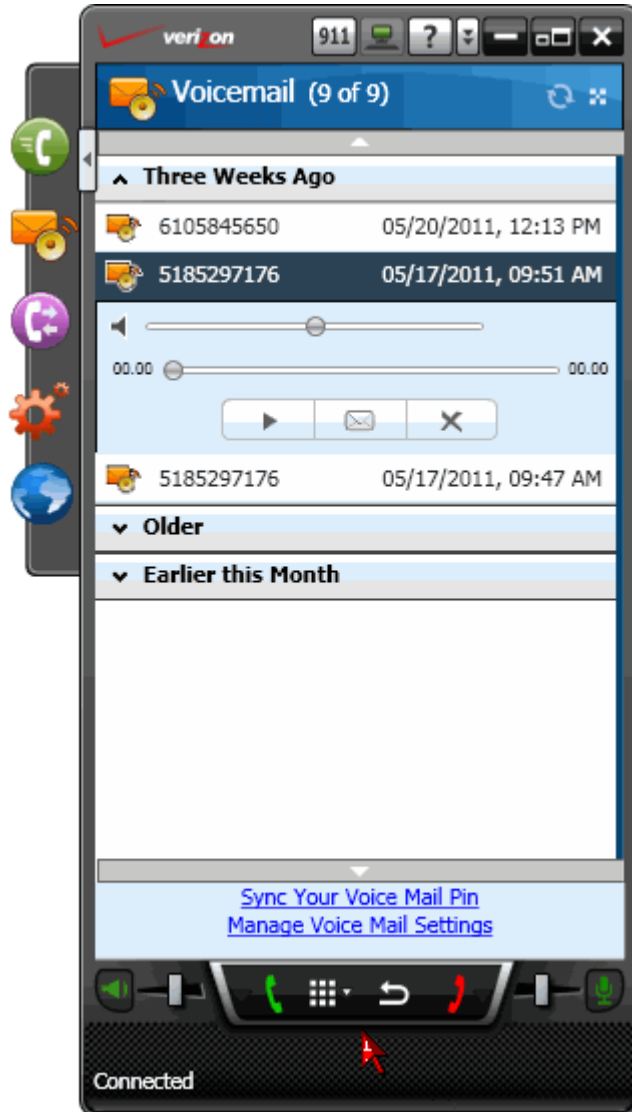 verizon 911 ?
Voicemail (9 of 9)
Three Weeks Ago
6105845650 05/20/2011, 12:13 PM
5185297176 05/17/2011, 09:51 AM
00.00 00.00
5185297176 05/17/2011, 09:47 AM
Older
Earlier this Month
Sync Your Voice Mail Pin
Manage Voice Mail Settings
Connected